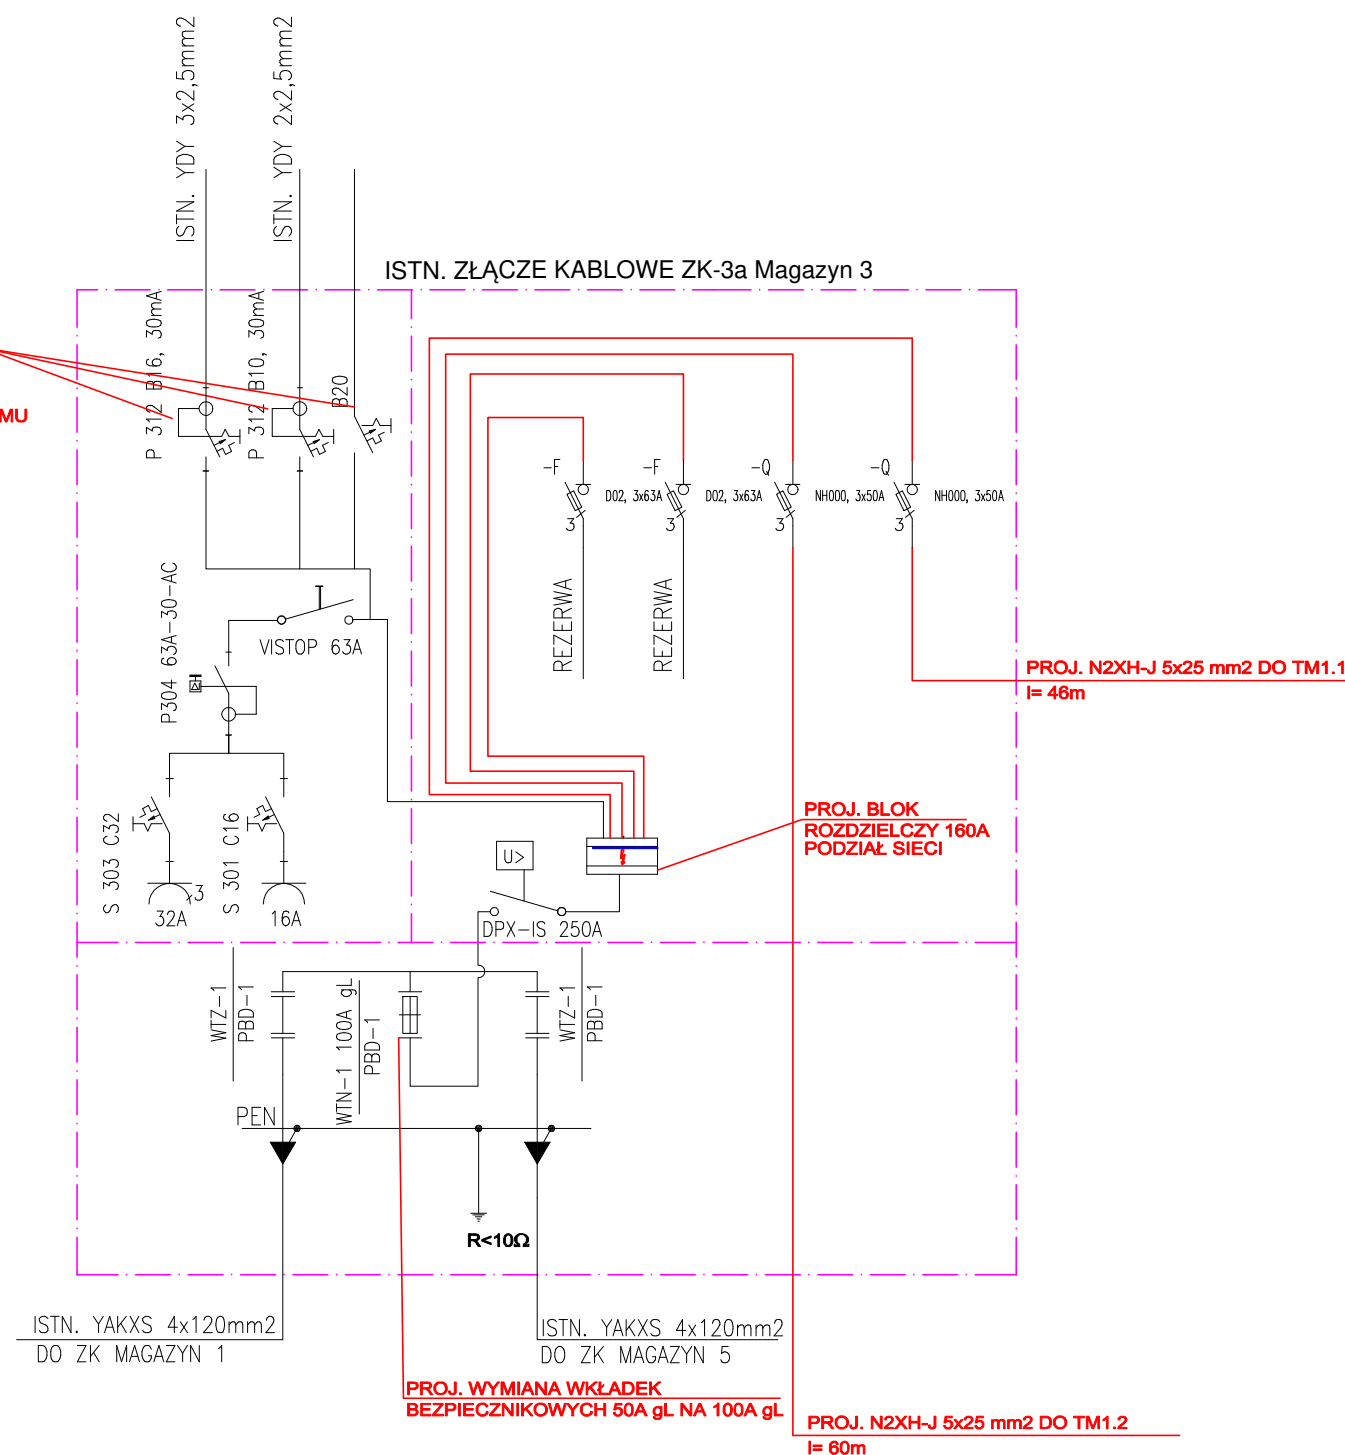 ISTN. YDY 3x2,5mm2
ISTN. YDY 2x2,5mm2
ISTN. ZŁĄCZE KABLOWE ZK-3a Magazyn 3
P 312 B16, 30mA
P 312 B10, 30mA
B20
MU
-F
-F
-Q
-Q
D02, 3x63A
D02, 3x63A
NH000, 3x50A
NH000, 3x50A
3
3
3
3
REZERWA
REZERWA
P304 63A-30-AC
VISTOP 63A
PROJ. N2XH-J 5x25 mm2 DO TM1.1
l= 46m
PROJ. BLOK
ROZDZIELCZY 160A
PODZIAŁ SIECI
S 303 C32
S 301 C16
3
32A
16A
U>
DPX-IS 250A
WTZ-1
PBD-1
WTN-1 100A gL
PBD-1
WTZ-1
PBD-1
PEN
R<10Ω
ISTN. YAKXS 4x120mm2
DO ZK MAGAZYN 1
ISTN. YAKXS 4x120mm2
DO ZK MAGAZYN 5
PROJ. WYMIANA WKŁADEK
BEZPIECZNIKOWYCH 50A gL NA 100A gL
PROJ. N2XH-J 5x25 mm2 DO TM1.2
l= 60m